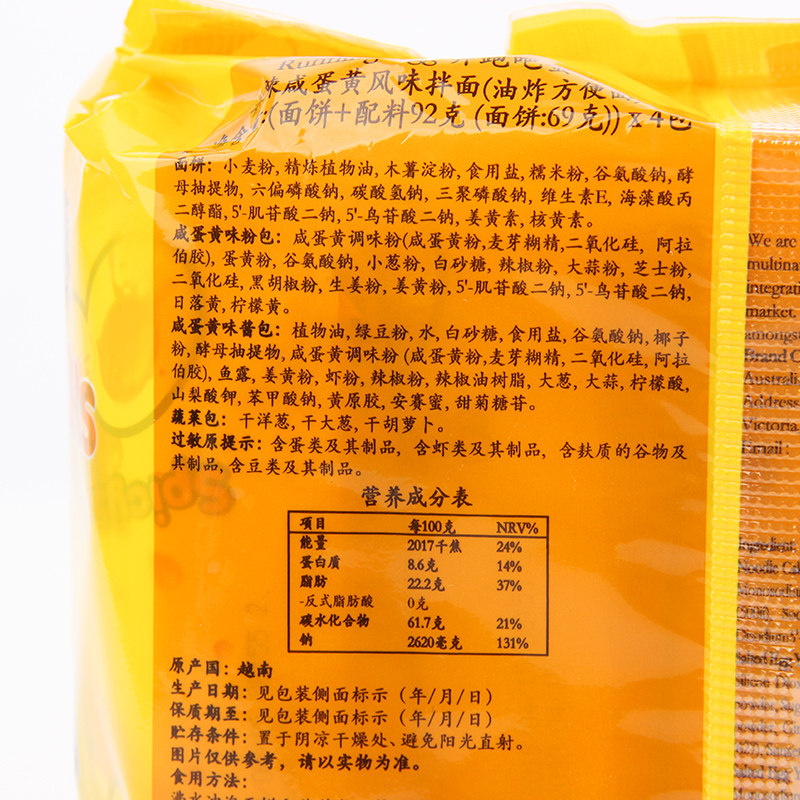 Running
咸蛋黄风味拌面(油炸方便
:(面饼+配料92克 (面饼:69克)) x 4包
面饼: 小麦粉, 精炼植物油, 木薯淀粉, 食用盐, 糯米粉, 谷氨酸钠, 酵
母抽提物, 六偏磷酸钠, 碳酸氢钠, 三聚磷酸钠, 维生素E, 海藻酸丙
二醇酯, 5'-肌苷酸二钠, 5'-鸟苷酸二钠, 姜黄素, 核黄素。
咸蛋黄味粉包: 咸蛋黄调味粉(咸蛋黄粉,麦芽糊精,二氧化硅, 阿拉
伯胶), 蛋黄粉, 谷氨酸钠, 小葱粉, 白砂糖, 辣椒粉, 大蒜粉, 芝士粉,
二氧化硅, 黑胡椒粉, 生姜粉, 姜黄粉, 5'-肌苷酸二钠, 5'-鸟苷酸二钠,
日落黄, 柠檬黄。
咸蛋黄味酱包: 植物油, 绿豆粉, 水, 白砂糖, 食用盐, 谷氨酸钠, 椰子
粉, 酵母抽提物, 咸蛋黄调味粉 (咸蛋黄粉,麦芽糊精,二氧化硅, 阿拉
伯胶), 鱼露, 姜黄粉, 虾粉, 辣椒粉, 辣椒油树脂, 大葱, 大蒜, 柠檬酸,
山梨酸钾, 苯甲酸钠, 黄原胶, 安赛蜜, 甜菊糖苷。
蔬菜包: 干洋葱, 干大葱, 干胡萝卜。
过敏原提示: 含蛋类及其制品, 含虾类及其制品, 含麸质的谷物及
其制品, 含豆类及其制品。
营养成分表
项目 每100克 NRV%
能量 2017千焦 24%
蛋白质 8.6克 14%
脂肪 22.2克 37%
-反式脂肪酸 0克
碳水化合物 61.7克 21%
钠 2620毫克 131%
原产国: 越南
生产日期: 见包装侧面标示 (年/月/日)
保质期至: 见包装侧面标示 (年/月/日)
贮存条件: 置于阴凉干燥处、避免阳光直射。
图片仅供参考, 请以实物为准。
食用方法:
We are
multina
integrati
market.
amongst
Brand C
Australi
Address
Victoria
Email :
Ingredient
Noodle Cak